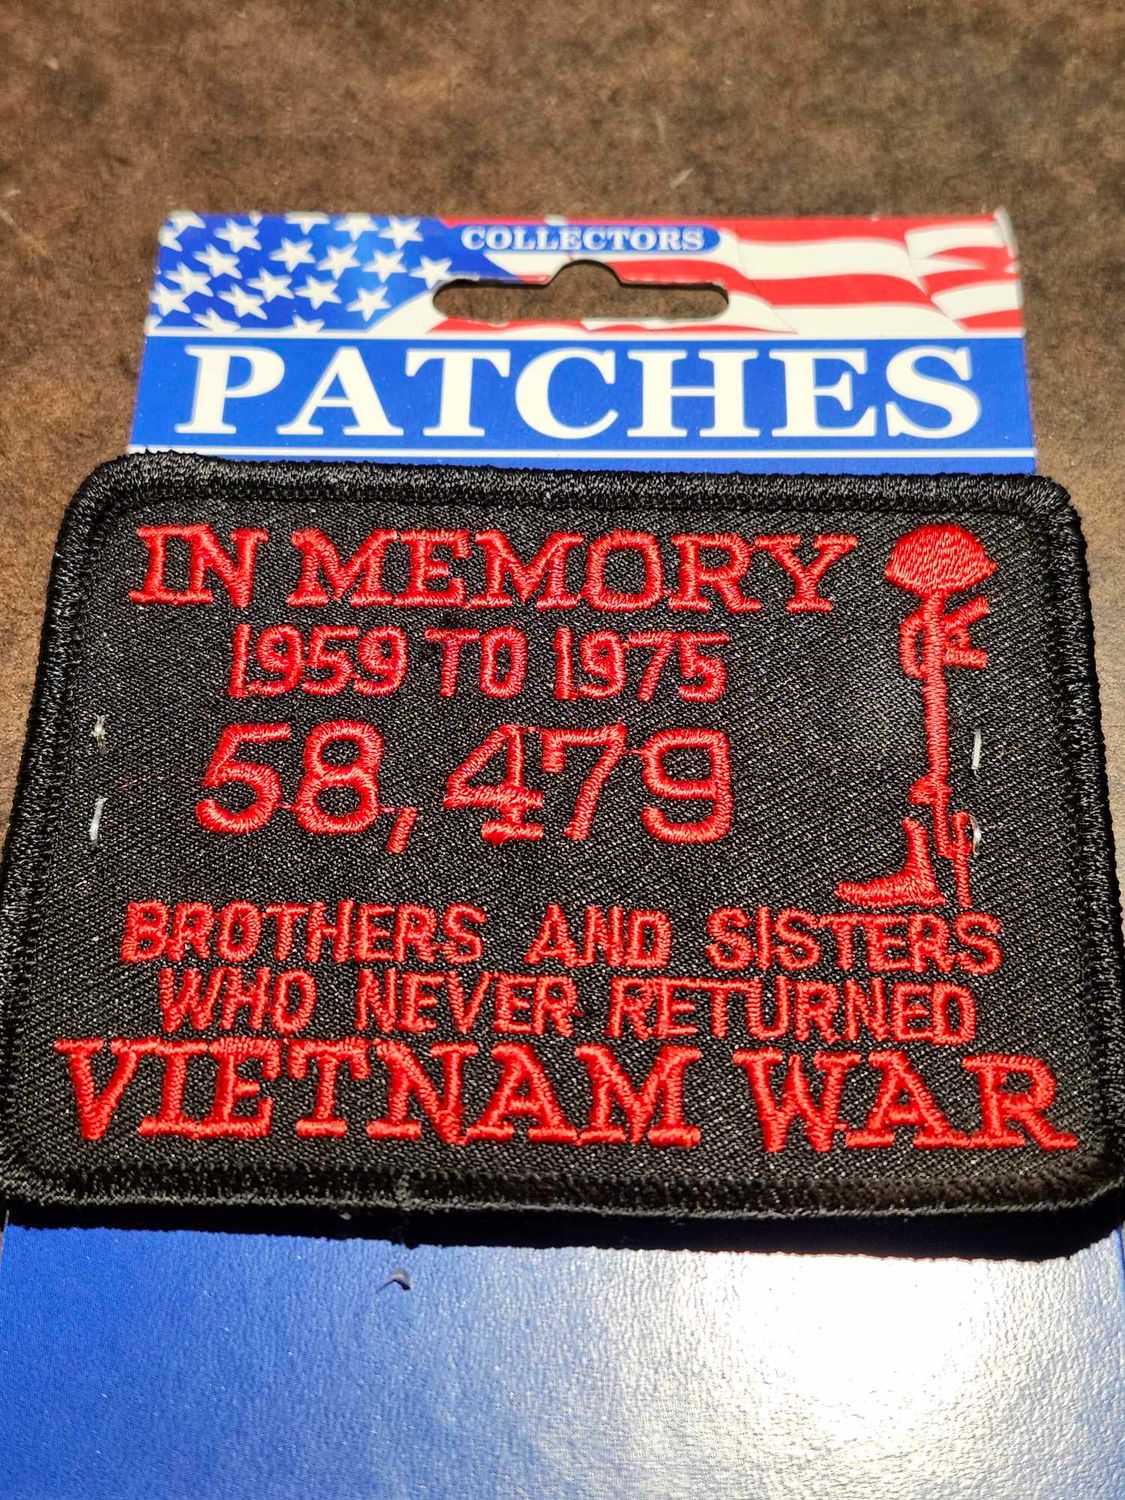 COLLECTORS
PATCHES
IN MEMORY
1959 TO 1975
58,479
BROTHERS AND SISTERS
WHO NEVER RETURNED
VIETNAM WAR